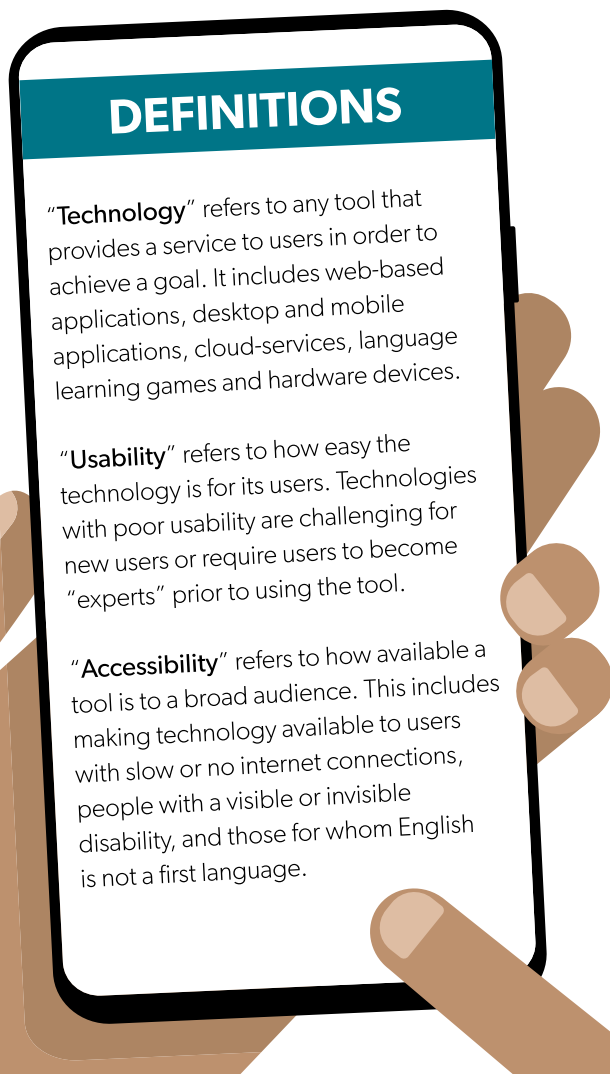 DEFINITIONS
“Technology” refers to any tool that
provides a service to users in order to
achieve a goal. It includes web-based
applications, desktop and mobile
applications, cloud-services, language
learning games and hardware devices.
“Usability” refers to how easy the
technology is for its users. Technologies
with poor usability are challenging for
new users or require users to become
“experts” prior to using the tool.
“Accessibility” refers to how available a
tool is to a broad audience. This includes
making technology available to users
with slow or no internet connections,
people with a visible or invisible
disability, and those for whom English
is not a first language.